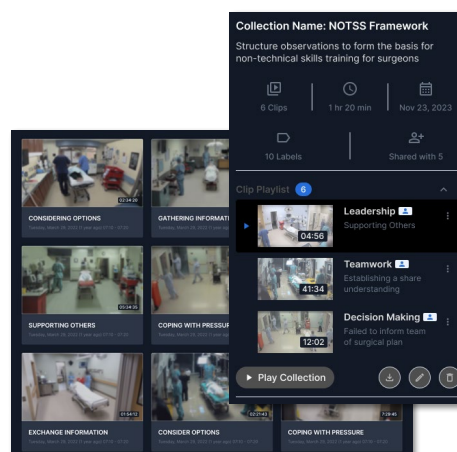 Collection Name: NOTSS Framework
Structure observations to form the basis for
non-technical skills training for surgeons
6 Clips
1 hr 20 min
Nov 23, 2023
10 Labels
Shared with 5
Clip Playlist 6
Leadership
Supporting Others
04:56
Teamwork
Establishing a share
understanding
41:34
Decision Making
Failed to inform team
of surgical plan
12:02
Play Collection
CONSIDERING OPTIONS
GATHERING INFORMATI
SUPPORTING OTHERS
COPING WITH PRESSUR
EXCHANGE INFORMATION
CONSIDER OPTIONS
COPING WITH PRESSURE